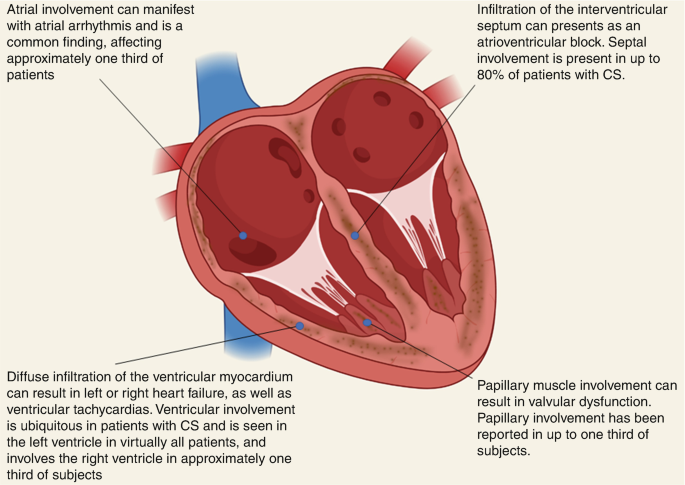 Atrial involvement can manifest
with atrial arrhythmis and is a
common finding, affecting
approximately one third of
patients
Infiltration of the interventricular
septum can presents as an
atrioventricular block. Septal
involvement is present in up to
80% of patients with CS.
Diffuse infiltration of the ventricular myocardium
can result in left or right heart failure, as well as
ventricular tachycardias. Ventricular involvement
is ubiquitous in patients with CS and is seen in
the left ventricle in virtually all patients, and
involves the right ventricle in approximately one
third of subjects
Papillary muscle involvement can
result in valvular dysfunction.
Papillary involvement has been
reported in up to one third of
subjects.